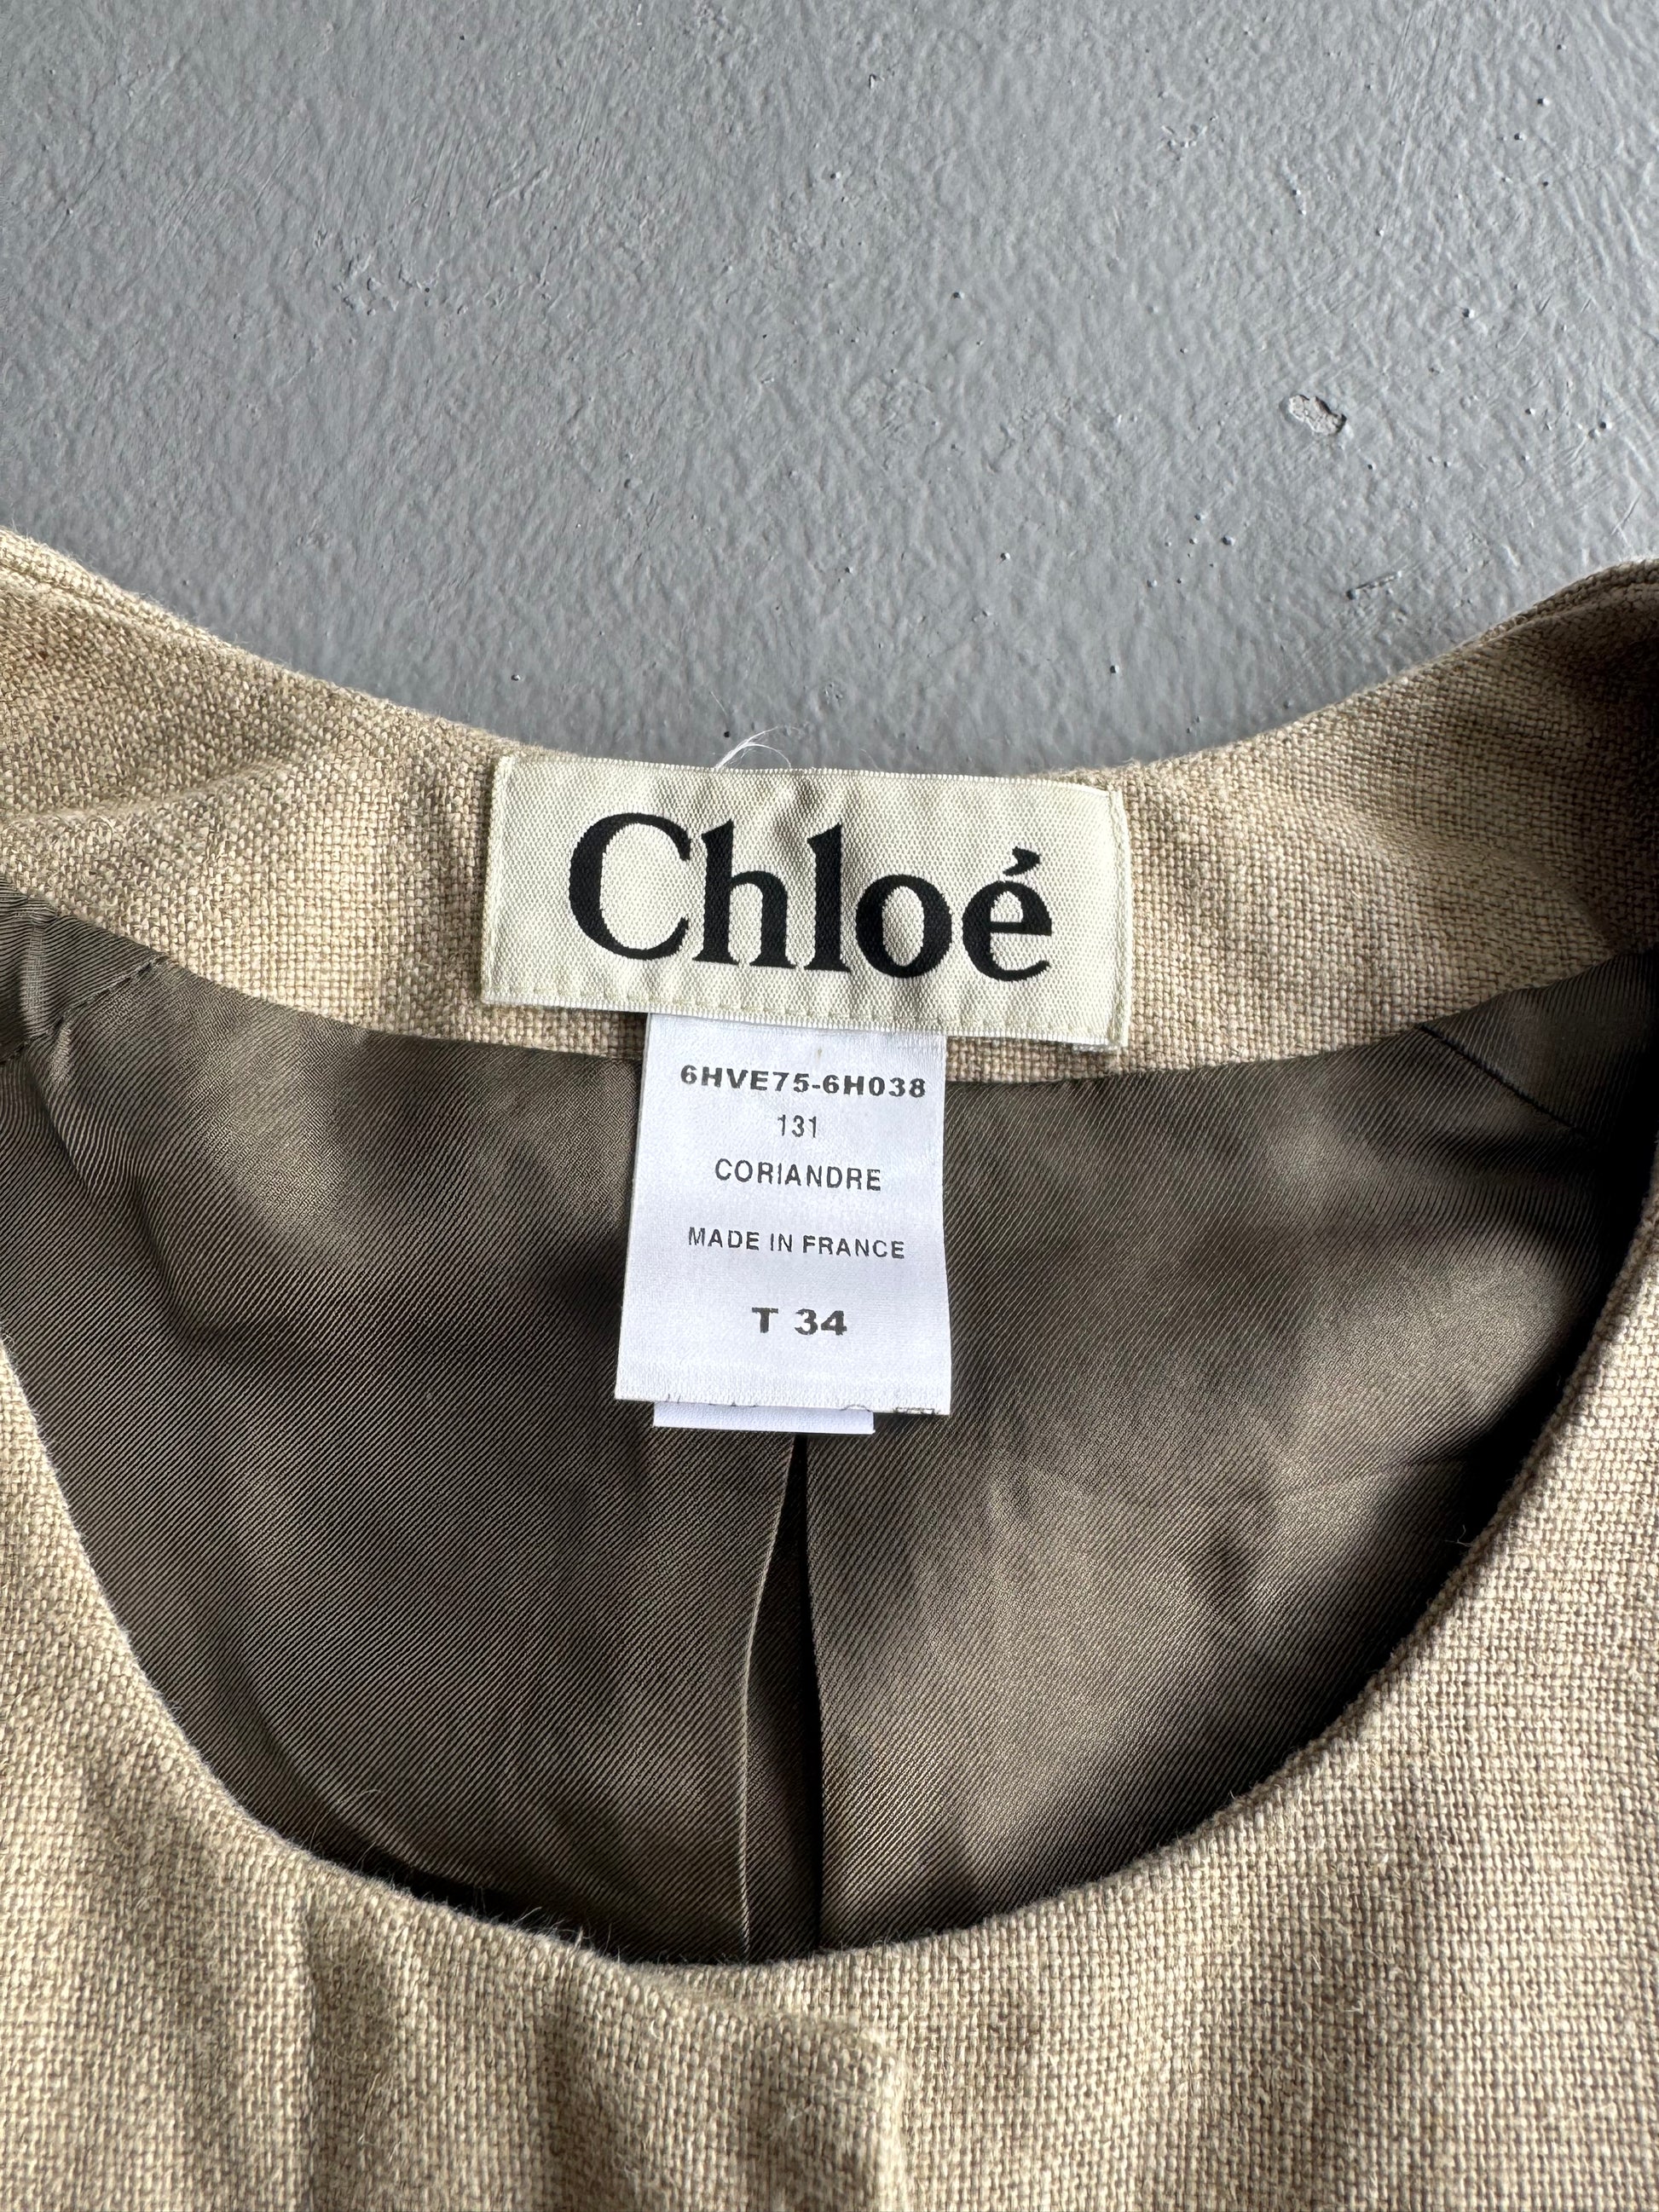 Chloé
6HVE75-6H038
131
CORIANDRE
MADE IN FRANCE
T 34